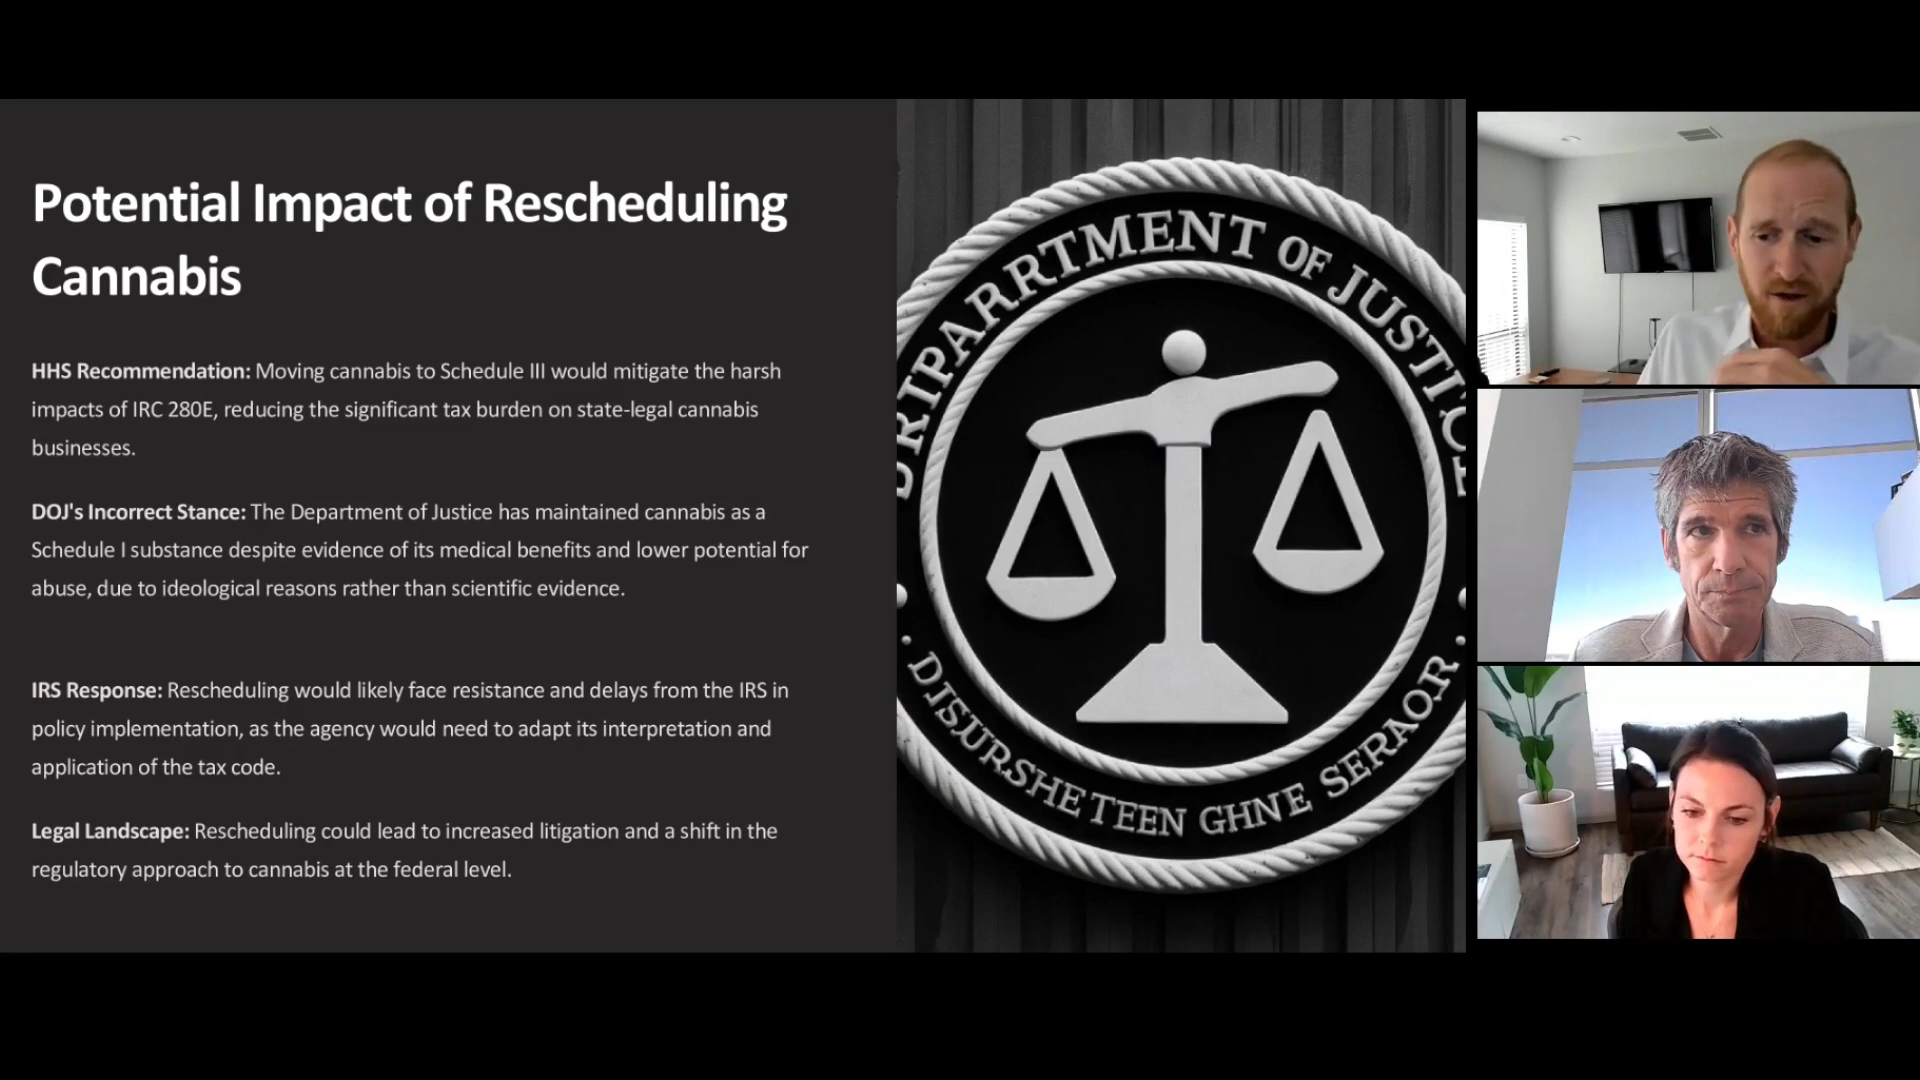 Potential Impact of Rescheduling
Cannabis
HHS Recommendation: Moving cannabis to Schedule III would mitigate the harsh
impacts of IRC 280E, reducing the significant tax burden on state-legal cannabis
businesses.
DOJ's Incorrect Stance: The Department of Justice has maintained cannabis as a
Schedule I substance despite evidence of its medical benefits and lower potential for
abuse, due to ideological reasons rather than scientific evidence.
IRS Response: Rescheduling would likely face resistance and delays from the IRS in
policy implementation, as the agency would need to adapt its interpretation and
application of the tax code.
Legal Landscape: Rescheduling could lead to increased litigation and a shift in the
regulatory approach to cannabis at the federal level.
OF JUSTICE
DISURSHETEEN GHNE SERAOR